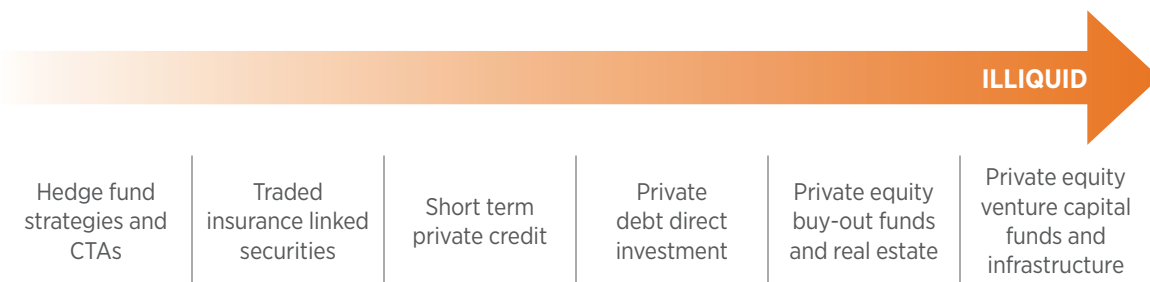 ILLIQUID
Hedge fund
strategies and
CTAs
Traded
insurance linked
securities
Short term
private credit
Private
debt direct
investment
Private equity
buy-out funds
and real estate
Private equity
venture capital
funds and
infrastructure